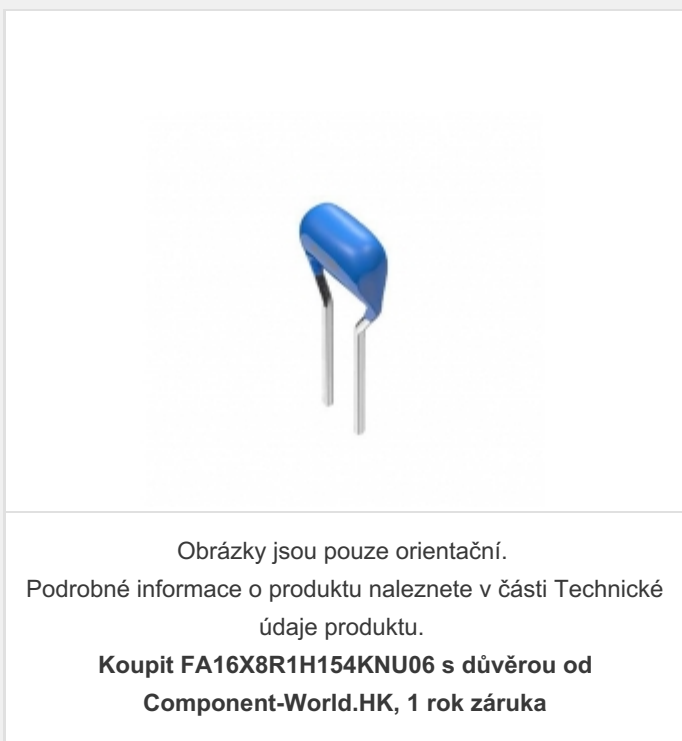 Obrázky jsou pouze orientační.
Podrobné informace o produktu naleznete v části Technické
údaje produktu.
Koupit FA16X8R1H154KNU06 s důvěrou od
Component-World.HK, 1 rok záruka